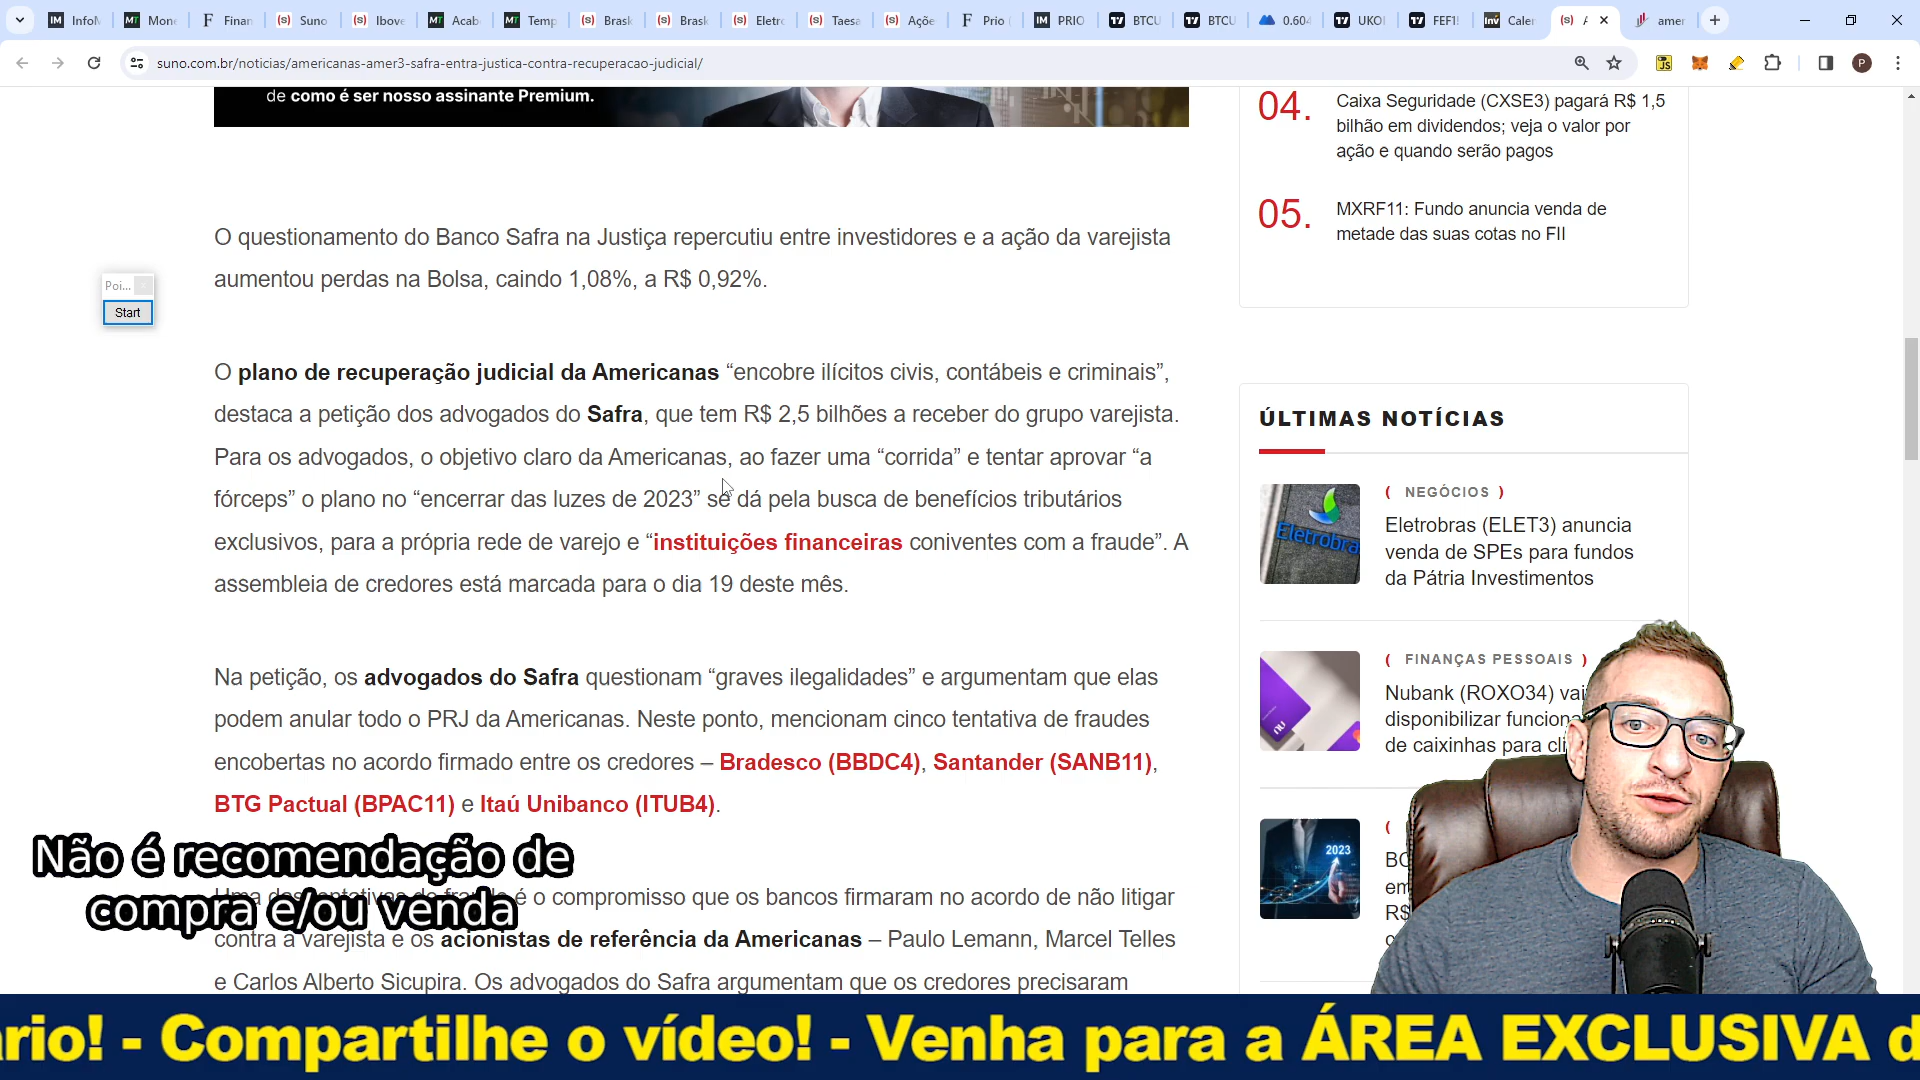 InfoM
Mone
Finan
Suno
Ibove
Acab
Temp
Brask
Brask
Eletro
Taesa
Açõe
Prio (
PRIO
BTCU
BTCU
0.604
UKOI
FEF1!
Calen
amer
suno.com.br/noticias/americanas-amer3-safra-entra-justica-contra-recuperacao-judicial/
de como é ser nosso assinante Premium.
O questionamento do Banco Safra na Justiça repercutiu entre investidores e a ação da varejista
aumentou perdas na Bolsa, caindo 1,08%, a R$ 0,92%.
Poi...
Start
O plano de recuperação judicial da Americanas “encobre ilícitos civis, contábeis e criminais”,
destaca a petição dos advogados do Safra, que tem R$ 2,5 bilhões a receber do grupo varejista.
Para os advogados, o objetivo claro da Americanas, ao fazer uma “corrida” e tentar aprovar “a
fórceps” o plano no “encerrar das luzes de 2023” se dá pela busca de benefícios tributários
exclusivos, para a própria rede de varejo e “instituições financeiras coniventes com a fraude”. A
assembleia de credores está marcada para o dia 19 deste mês.
Na petição, os advogados do Safra questionam “graves ilegalidades” e argumentam que elas
podem anular todo o PRJ da Americanas. Neste ponto, mencionam cinco tentativa de fraudes
encobertas no acordo firmado entre os credores – Bradesco (BBDC4), Santander (SANB11),
BTG Pactual (BPAC11) e Itaú Unibanco (ITUB4).
Uma das tentativas de fraude é o compromisso que os bancos firmaram no acordo de não litigar
contra a varejista e os acionistas de referência da Americanas – Paulo Lemann, Marcel Telles
e Carlos Alberto Sicupira. Os advogados do Safra argumentam que os credores precisaram
Não é recomendação de
compra e/ou venda
04.
Caixa Seguridade (CXSE3) pagará R$ 1,5
bilhão em dividendos; veja o valor por
ação e quando serão pagos
05.
MXRF11: Fundo anuncia venda de
metade das suas cotas no FII
ÚLTIMAS NOTÍCIAS
( NEGÓCIOS )
Eletrobras (ELET3) anuncia
venda de SPEs para fundos
da Pátria Investimentos
Eletrobra
( FINANÇAS PESSOAIS )
Nubank (ROXO34) vai
disponibilizar funciona
de caixinhas para cli
nu
2023
(
BC
em
R$
rio! - Compartilhe o vídeo! - Venha para a ÁREA EXCLUSIVA d